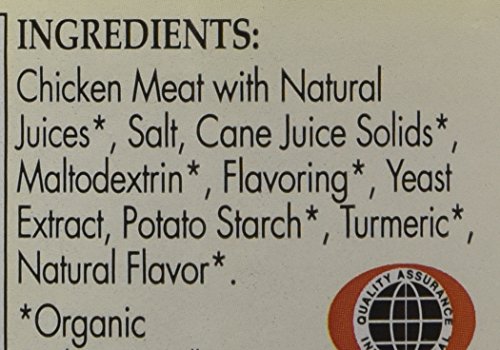 INGREDIENTS:
Chicken Meat with Natural
Juices*, Salt, Cane Juice Solids*,
Maltodextrin*, Flavoring*, Yeast
Extract, Potato Starch*, Turmeric*,
Natural Flavor*.
*Organic
QUALITY ASSURANCE